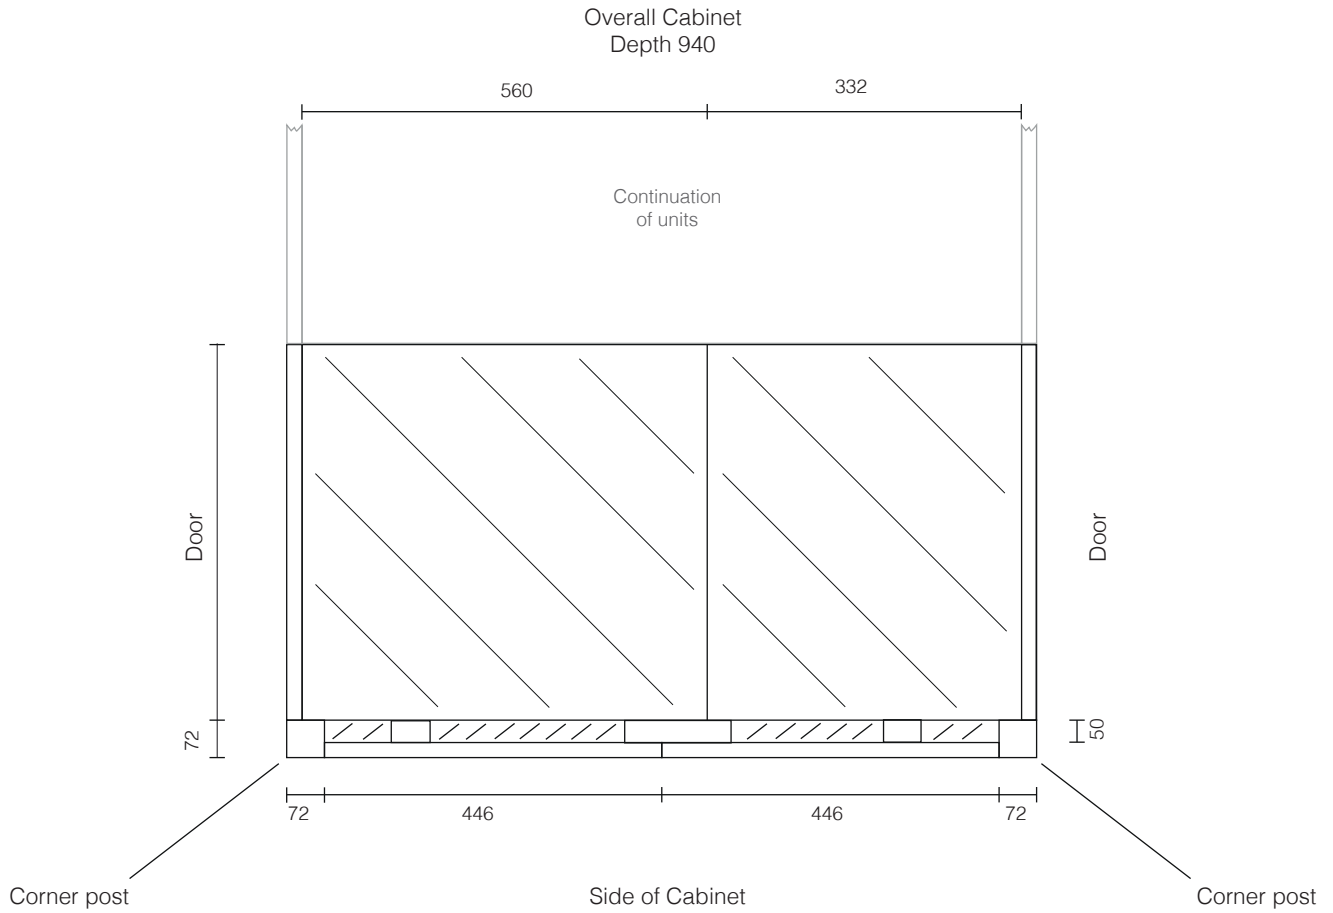 Overall Cabinet
Depth 940
560
332
Continuation
of units
Door
Door
72
50
72
446
446
72
Corner post
Side of Cabinet
Corner post